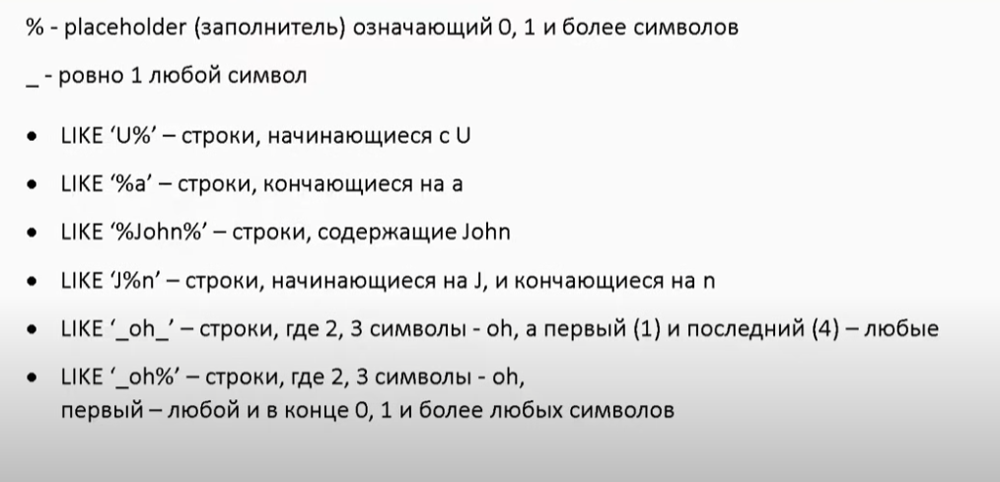 % - placeholder (заполнитель) означающий 0, 1 и более символов
_ - ровно 1 любой символ
• LIKE ‘U%’ – строки, начинающиеся с U
• LIKE ‘%a’ – строки, кончающиеся на a
• LIKE ‘%John%’ – строки, содержащие John
• LIKE ‘J%n’ – строки, начинающиеся на J, и кончающиеся на n
• LIKE ‘_oh_’ – строки, где 2, 3 символы - oh, а первый (1) и последний (4) – любые
• LIKE ‘_oh%’ – строки, где 2, 3 символы - oh,
первый – любой и в конце 0, 1 и более любых символов